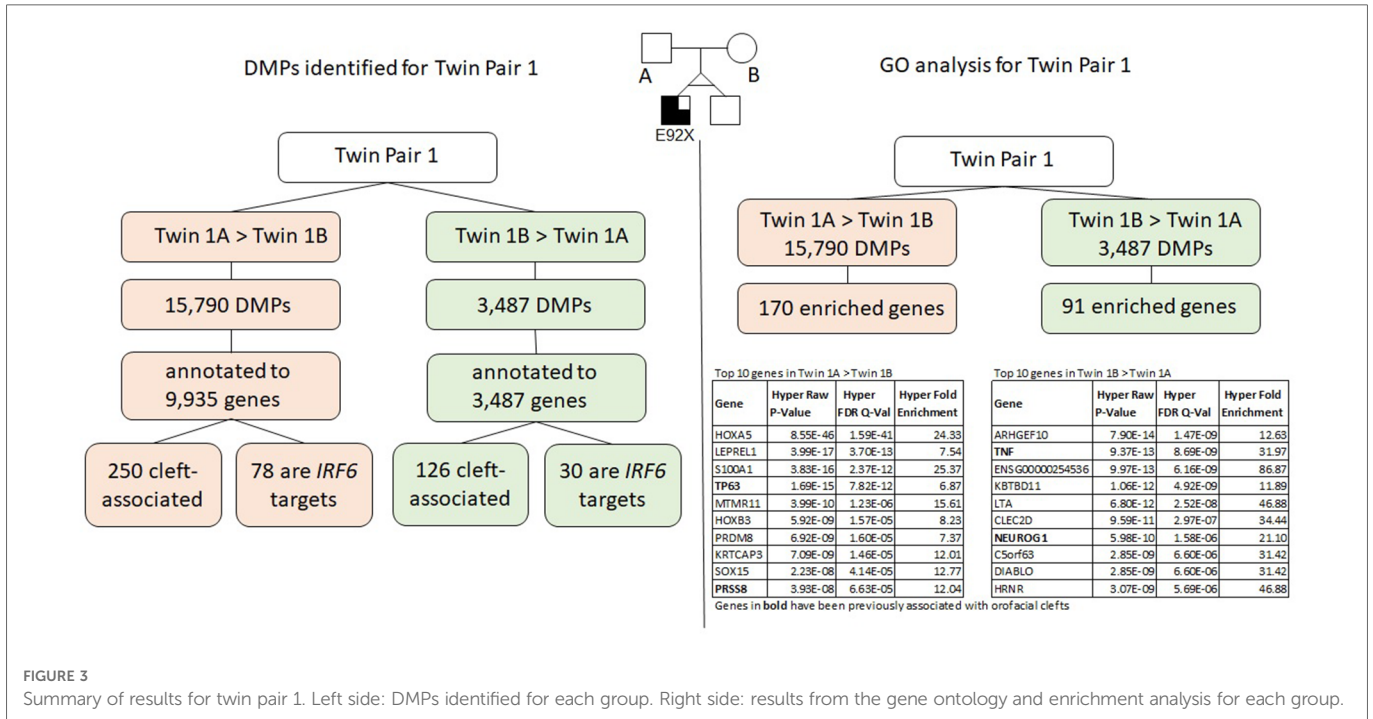 DMPs identified for Twin Pair 1
A
B
E92X
GO analysis for Twin Pair 1
Twin Pair 1
Twin 1A > Twin 1B
Twin 1B > Twin 1A
15,790 DMPs
3,487 DMPs
annotated to
9,935 genes
annotated to
3,487 genes
250 cleft-
associated
78 are IRF6
targets
126 cleft-
associated
30 are IRF6
targets
Twin Pair 1
Twin 1A > Twin 1B
15,790 DMPs
Twin 1B > Twin 1A
3,487 DMPs
170 enriched genes
91 enriched genes
Top 10 genes in Twin 1A >Twin 1B
Gene Hyper Raw P-Value Hyper FDR Q-Val Hyper Fold Enrichment
HOXA5 8.55E-46 1.59E-41 24.33
LEPREL1 3.99E-17 3.70E-13 7.54
S100A1 3.83E-16 2.37E-12 25.37
TP63 1.69E-15 7.82E-12 6.87
MTMR11 3.99E-10 1.23E-06 15.61
HOXB3 5.92E-09 1.57E-05 8.23
PRDM8 6.92E-09 1.60E-05 7.37
KRTCAP3 7.09E-09 1.46E-05 12.01
SOX15 2.23E-08 4.14E-05 12.77
PRSS8 3.93E-08 6.63E-05 12.04
Genes in bold have been previously associated with orofacial clefts
Top 10 genes in Twin 1B >Twin 1A
Gene Hyper Raw P-Value Hyper FDR Q-Val Hyper Fold Enrichment
ARHGEF10 7.90E-14 1.47E-09 12.63
TNF 9.37E-13 8.69E-09 31.97
ENSG00000254536 9.97E-13 6.16E-09 86.87
KBTBD11 1.06E-12 4.92E-09 11.89
LTA 6.80E-12 2.52E-08 46.88
CLEC2D 9.59E-11 2.97E-07 34.44
NEUROG1 5.98E-10 1.58E-06 21.10
C5orf63 2.85E-09 6.60E-06 31.42
DIABLO 2.85E-09 6.60E-06 31.42
HRNR 3.07E-09 5.69E-06 46.88
FIGURE 3
Summary of results for twin pair 1. Left side: DMPs identified for each group. Right side: results from the gene ontology and enrichment analysis for each group.